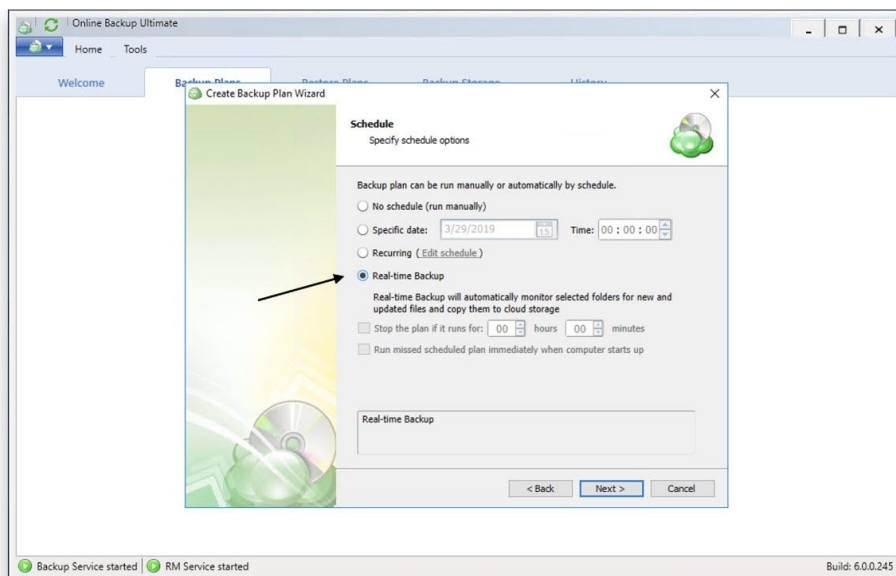 Online Backup Ultimate
Home Tools
Welcome Backup Plans Restore Plans Backup Storage History
Create Backup Plan Wizard
Schedule
Specify schedule options
Backup plan can be run manually or automatically by schedule.
No schedule (run manually)
Specific date: 3/29/2019 15 Time: 00 : 00 : 00
Recurring ( Edit schedule )
Real-time Backup
Real-time Backup will automatically monitor selected folders for new and
updated files and copy them to cloud storage
Stop the plan if it runs for: 00 hours 00 minutes
Run missed scheduled plan immediately when computer starts up
Real-time Backup
< Back Next > Cancel
Backup Service started RM Service started Build: 6.0.0.245